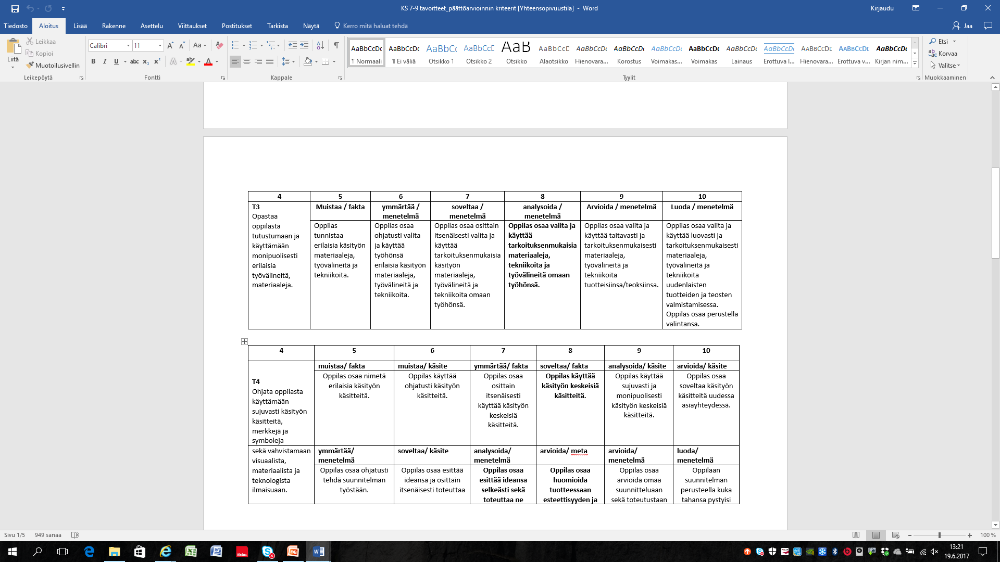 KS 7-9 tavoitteet_päättöarvioinnin kriteerit [Yhteensopivuustila] - Word
Kirjaudu
Tiedosto Aloitus Lisää Rakenne Asettelu Viittaukset Postitukset Tarkista Näytä Kerro mitä haluat tehdä Jaa
Liitä
Leikkaa
Kopioi
Muotoilusivellin
Leikepöytä
Calibri 11
Fontti
Kappale
AaBbCcDc AaBbCcDc AaBbCc AaBbCcD AaB AaBbCcD AaBbCcDc AaBbCcDc AaBbCcDc AaBbCcDc AaBbCcDc AaBbCcDc AABBCCDE AABBCCDE AaBbCcDc
¶ Normaali ¶ Ei väliä Otsikko 1 Otsikko 2 Otsikko Alaotsikko Hienovara... Korostus Voimakas... Voimakas Lainaus Erottuva l... Hienovara... Erottuva v... Kirjan nim...
Tyylit
Etsi
Korvaa
Valitse
Muokkaaminen
4 5 6 7 8 9 10
T3
Opastaa
oppilasta
tutustumaan ja
käyttämään
monipuolisesti
erilaisia
työvälineitä,
materiaaleja.
Muistaa / fakta
Oppilas
tunnistaa
erilaisia käsityön
materiaaleja,
työvälineitä ja
tekniikoita.
ymmärtää /
menetelmä
Oppilas osaa
ohjatusti valita
ja käyttää
työhönsä
erilaisia käsityön
materiaaleja,
työvälineitä ja
tekniikoita.
soveltaa /
menetelmä
Oppilas osaa osittain
itsenäisesti valita ja
käyttää
tarkoituksenmukaisia
käsityön
materiaaleja,
työvälineitä ja
tekniikoita omaan
työhönsä.
analysoida /
menetelmä
Oppilas osaa valita ja
käyttää
tarkoituksenmukaisia
materiaaleja,
tekniikoita ja
työvälineitä omaan
työhönsä.
Arvioida / menetelmä
Oppilas osaa valita ja
käyttää taitavasti ja
tarkoituksenmukaisesti
materiaaleja,
työvälineitä ja
tekniikoita
tuotteisiinsa/teoksiinsa.
Luoda / menetelmä
Oppilas osaa valita ja
käyttää luovasti ja
tarkoituksenmukaisesti
materiaaleja,
työvälineitä ja
tekniikoita
uudenlaisten
tuotteiden ja teosten
valmistamisessa.
Oppilas osaa perustella
valintansa.
4 5 6 7 8 9 10
T4
Ohjata oppilasta
käyttämään
sujuvasti käsityön
käsitteitä,
merkkejä ja
symboleja
muistaa/ fakta
Oppilas osaa nimetä
erilaisia käsityön
käsitteitä.
muistaa/ käsite
Oppilas käyttää
ohjatusti käsityön
käsitteitä.
ymmärtää/ fakta
Oppilas osaa
osittain
itsenäisesti
käyttää käsityön
keskeisiä
käsitteitä.
soveltaa/ fakta
Oppilas käyttää
käsityön keskeisiä
käsitteitä.
analysoida/ käsite
Oppilas käyttää
sujuvasti ja
monipuolisesti
käsityön keskeisiä
käsitteitä.
arvioida/ käsite
Oppilas osaa
soveltaa käsityön
käsitteitä uudessa
asiayhteydessä.
sekä vahvistamaan
visuaalista,
materiaalista ja
teknologista
ilmaisuaan.
ymmärtää/
menetelmä
Oppilas osaa ohjatusti
tehdä suunnitelman
työstään.
soveltaa/ käsite
Oppilas osaa esittää
ideansa ja osittain
itsenäisesti toteuttaa
analysoida/
menetelmä
Oppilas osaa
esittää ideansa
selkeästi sekä
toteuttaa ne
arvioida/ meta
Oppilas osaa
huomioida
tuotteessaan
esteettisyyden ja
arvioida/
menetelmä
Oppilas osaa
arvioida omaa
suunnitteluaan
sekä toteutustaan
luoda/
menetelmä
Oppilaan
suunnitelman
perusteella kuka
tahansa pystyisi
Sivu 1/5 949 sanaa 100 %
13:21
19.6.2017